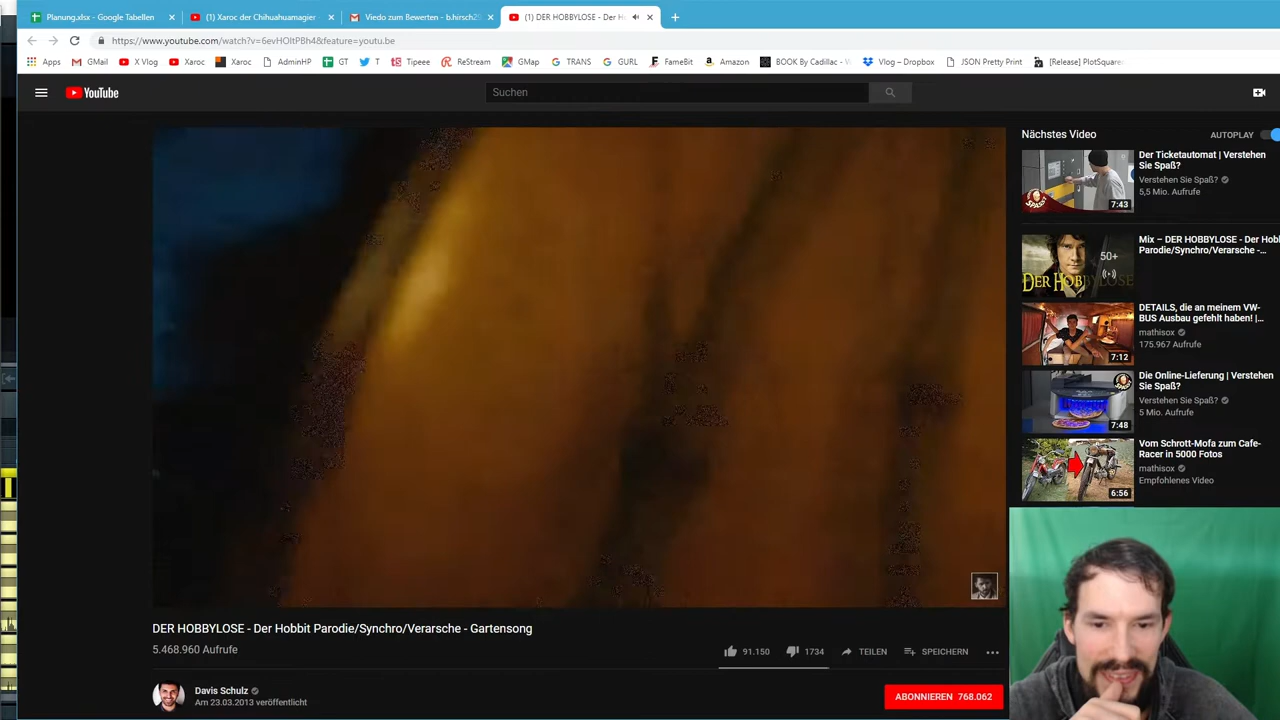 Planung.xlsx - Google Tabellen
(1) Xaroc der Chihuahuamagier
Viedo zum Bewerten - b.hirsch2
(1) DER HOBBYLOSE - Der H
https://www.youtube.com/watch?v=6evHOltPBh4&feature=youtu.be
Apps GMail X Vlog Xaroc Xaroc AdminHP GT T Tipeee ReStream GMap TRANS GURL FameBit Amazon BOOK By Cadillac - Vlog – Dropbox JSON Pretty Print [Release] PlotSquare
YouTube
Suchen
Nächstes Video
AUTOPLAY
Der Ticketautomat | Verstehen
Sie Spaß?
Verstehen Sie Spaß?
5,5 Mio. Aufrufe
7:43
Mix – DER HOBBYLOSE - Der Hobb
Parodie/Synchro/Verarsche -...
50+
DER HOBBYLOSE
DETAILS, die an meinem VW-
BUS Ausbau gefehlt haben! |...
mathisox
175.967 Aufrufe
7:12
Die Online-Lieferung | Verstehen
Sie Spaß?
Verstehen Sie Spaß?
5 Mio. Aufrufe
7:48
Vom Schrott-Mofa zum Cafe-
Racer in 5000 Fotos
mathisox
Empfohlenes Video
6:56
DER HOBBYLOSE - Der Hobbit Parodie/Synchro/Verarsche - Gartensong
5.468.960 Aufrufe
91.150 1734 TEILEN SPEICHERN
Davis Schulz
Am 23.03.2013 veröffentlicht
ABONNIEREN 768.062